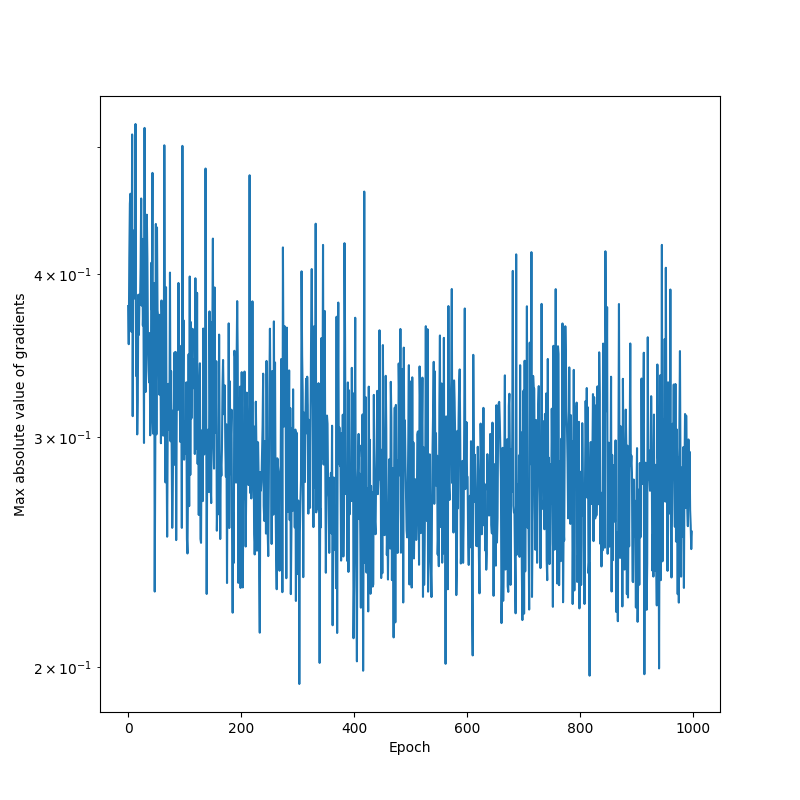 Max absolute value of gradients
4 × 10⁻¹
3 × 10⁻¹
2 × 10⁻¹
0 200 400 600 800 1000
Epoch